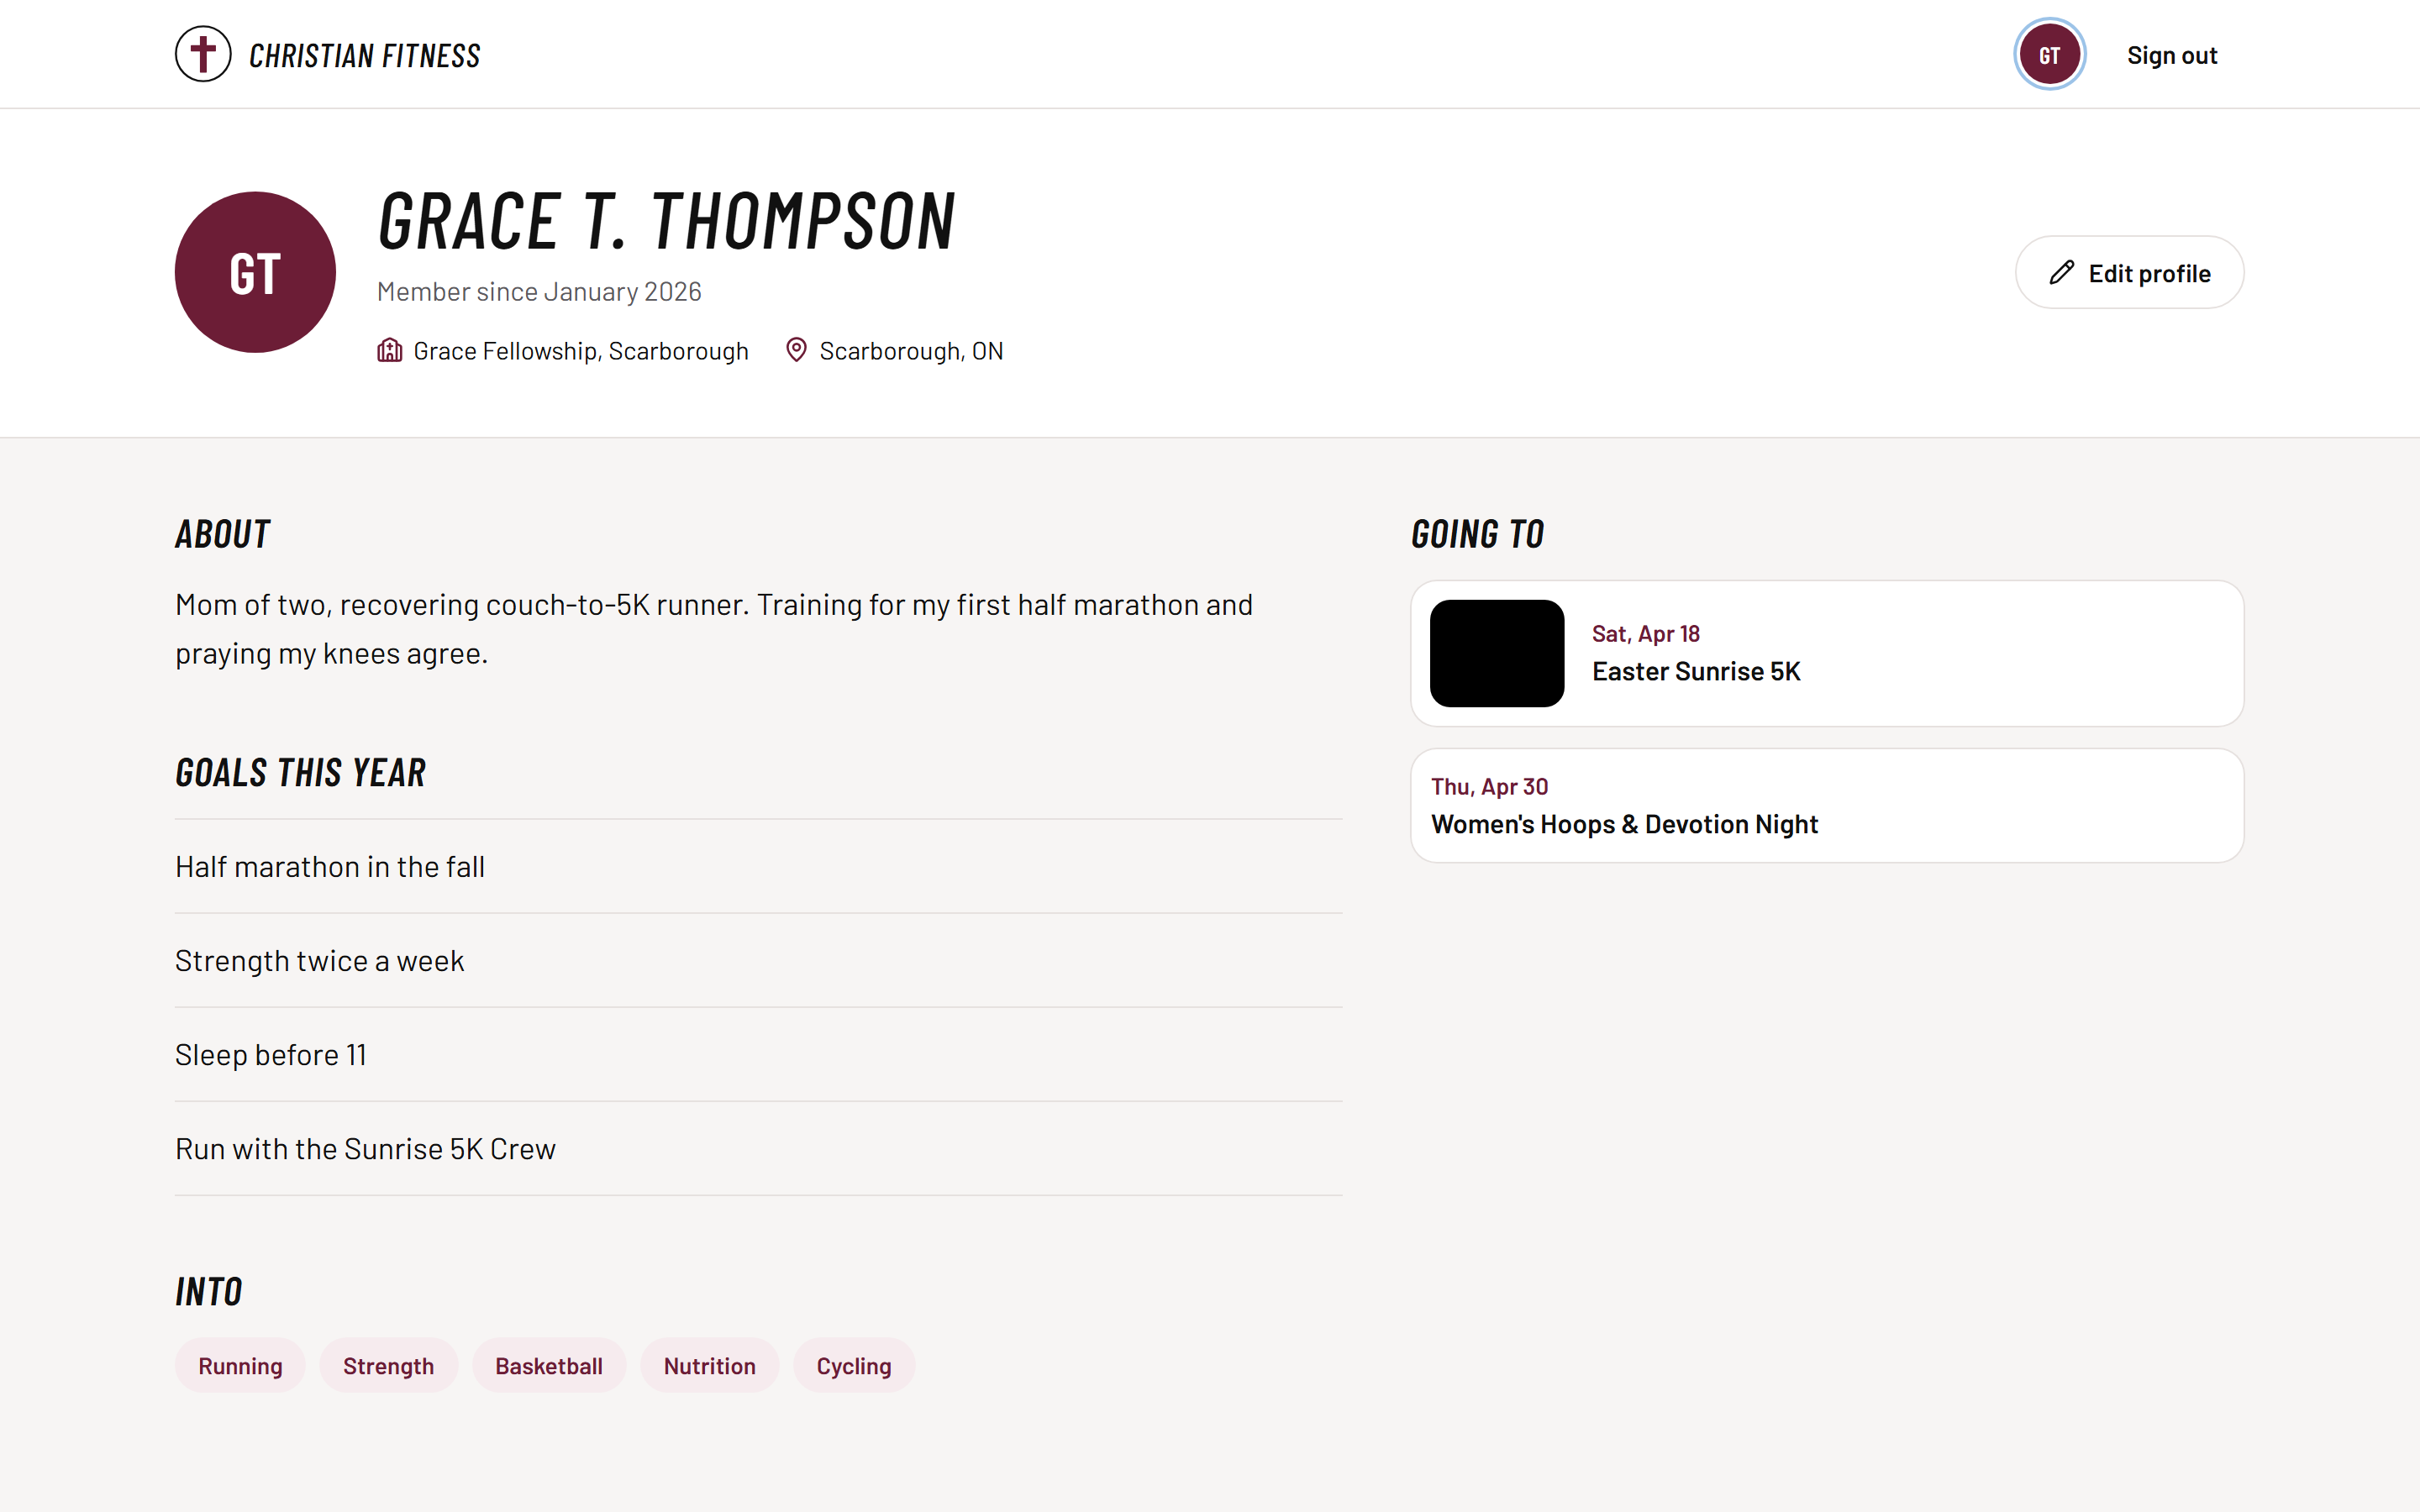 CHRISTIAN FITNESS
GT
Sign out
GT
GRACE T. THOMPSON
Member since January 2026
Grace Fellowship, Scarborough
Scarborough, ON
Edit profile
ABOUT
Mom of two, recovering couch-to-5K runner. Training for my first half marathon and
praying my knees agree.
GOALS THIS YEAR
Half marathon in the fall
Strength twice a week
Sleep before 11
Run with the Sunrise 5K Crew
INTO
Running
Strength
Basketball
Nutrition
Cycling
GOING TO
Sat, Apr 18
Easter Sunrise 5K
Thu, Apr 30
Women's Hoops & Devotion Night